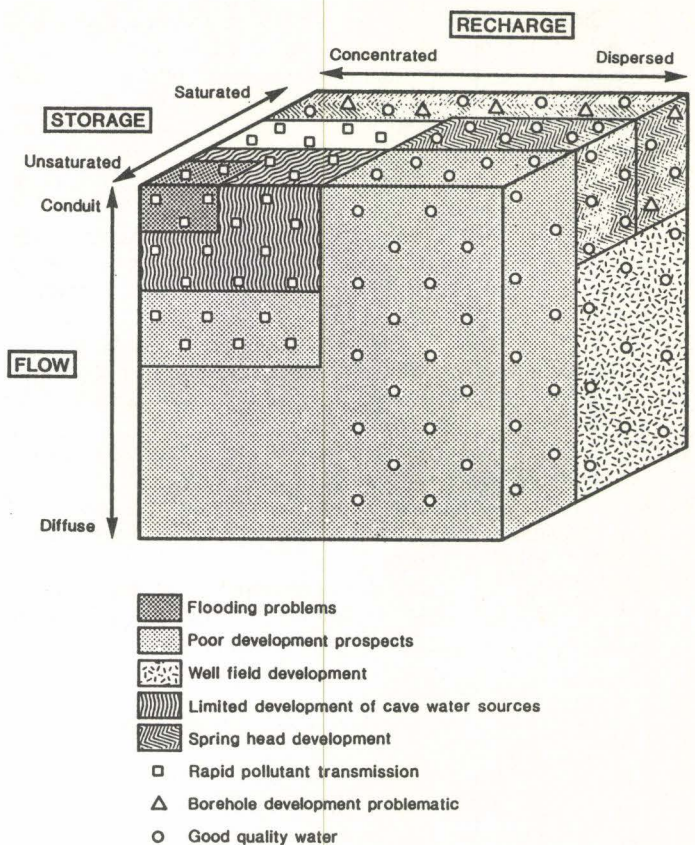 RECHARGE
Concentrated Dispersed
Saturated
STORAGE
Unsaturated
Conduit
FLOW
Diffuse
Flooding problems
Poor development prospects
Well field development
Limited development of cave water sources
Spring head development
Rapid pollutant transmission
Borehole development problematic
Good quality water